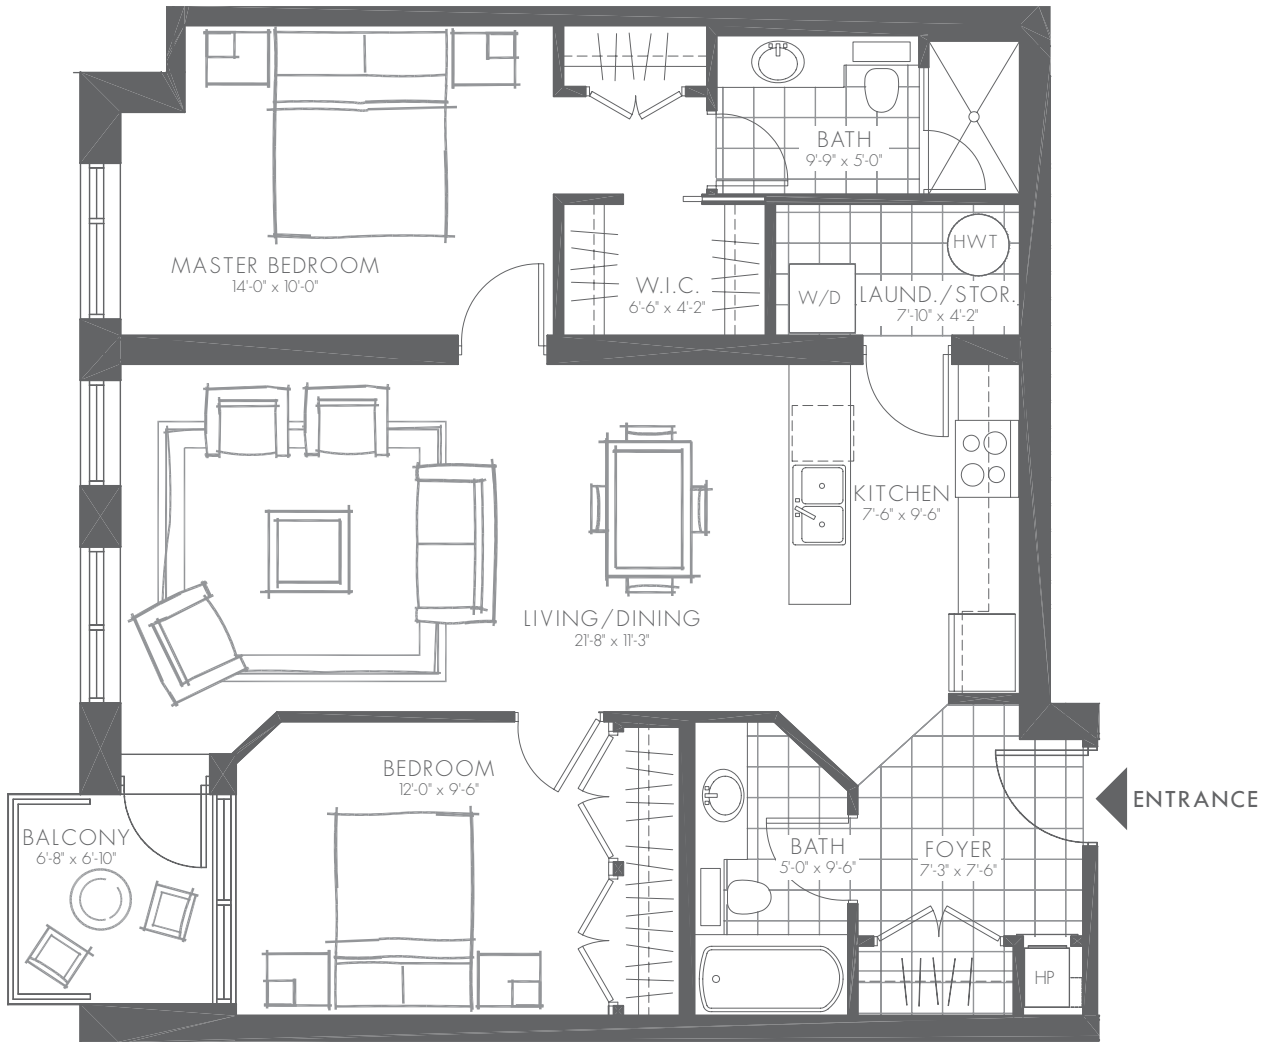 BATH
9'-9" x 5'-0"
HWT
MASTER BEDROOM
14'-0" x 10'-0"
W.I.C.
6'-6" x 4'-2"
W/D
LAUND./STOR.
7'-10" x 4'-2"
KITCHEN
7'-6" x 9'-6"
LIVING/DINING
21'-8" x 11'-3"
BEDROOM
12'-0" x 9'-6"
ENTRANCE
BALCONY
6'-8" x 6'-10"
BATH
5'-0" x 9'-6"
FOYER
7'-3" x 7'-6"
HP